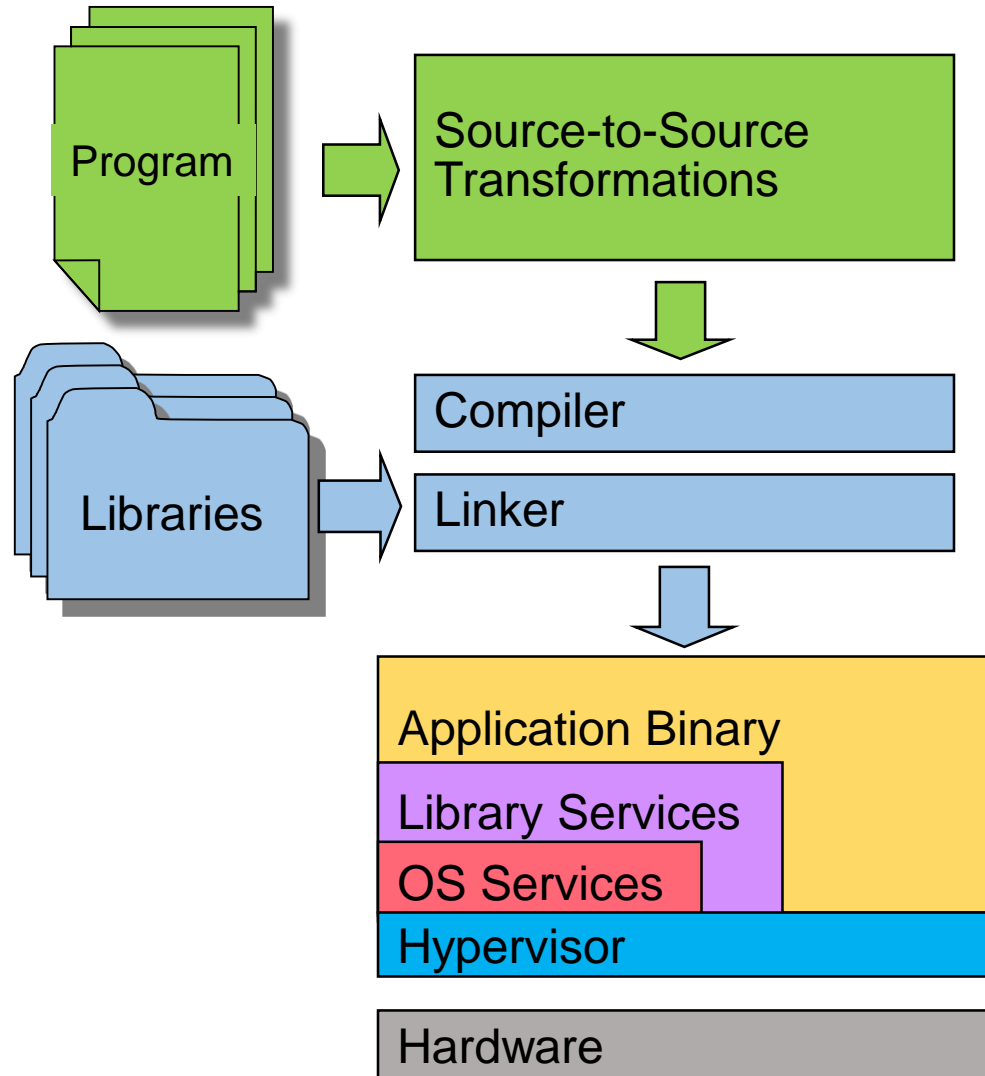 Program
Source-to-Source
Transformations
Compiler
Libraries
Linker
Application Binary
Library Services
OS Services
Hypervisor
Hardware